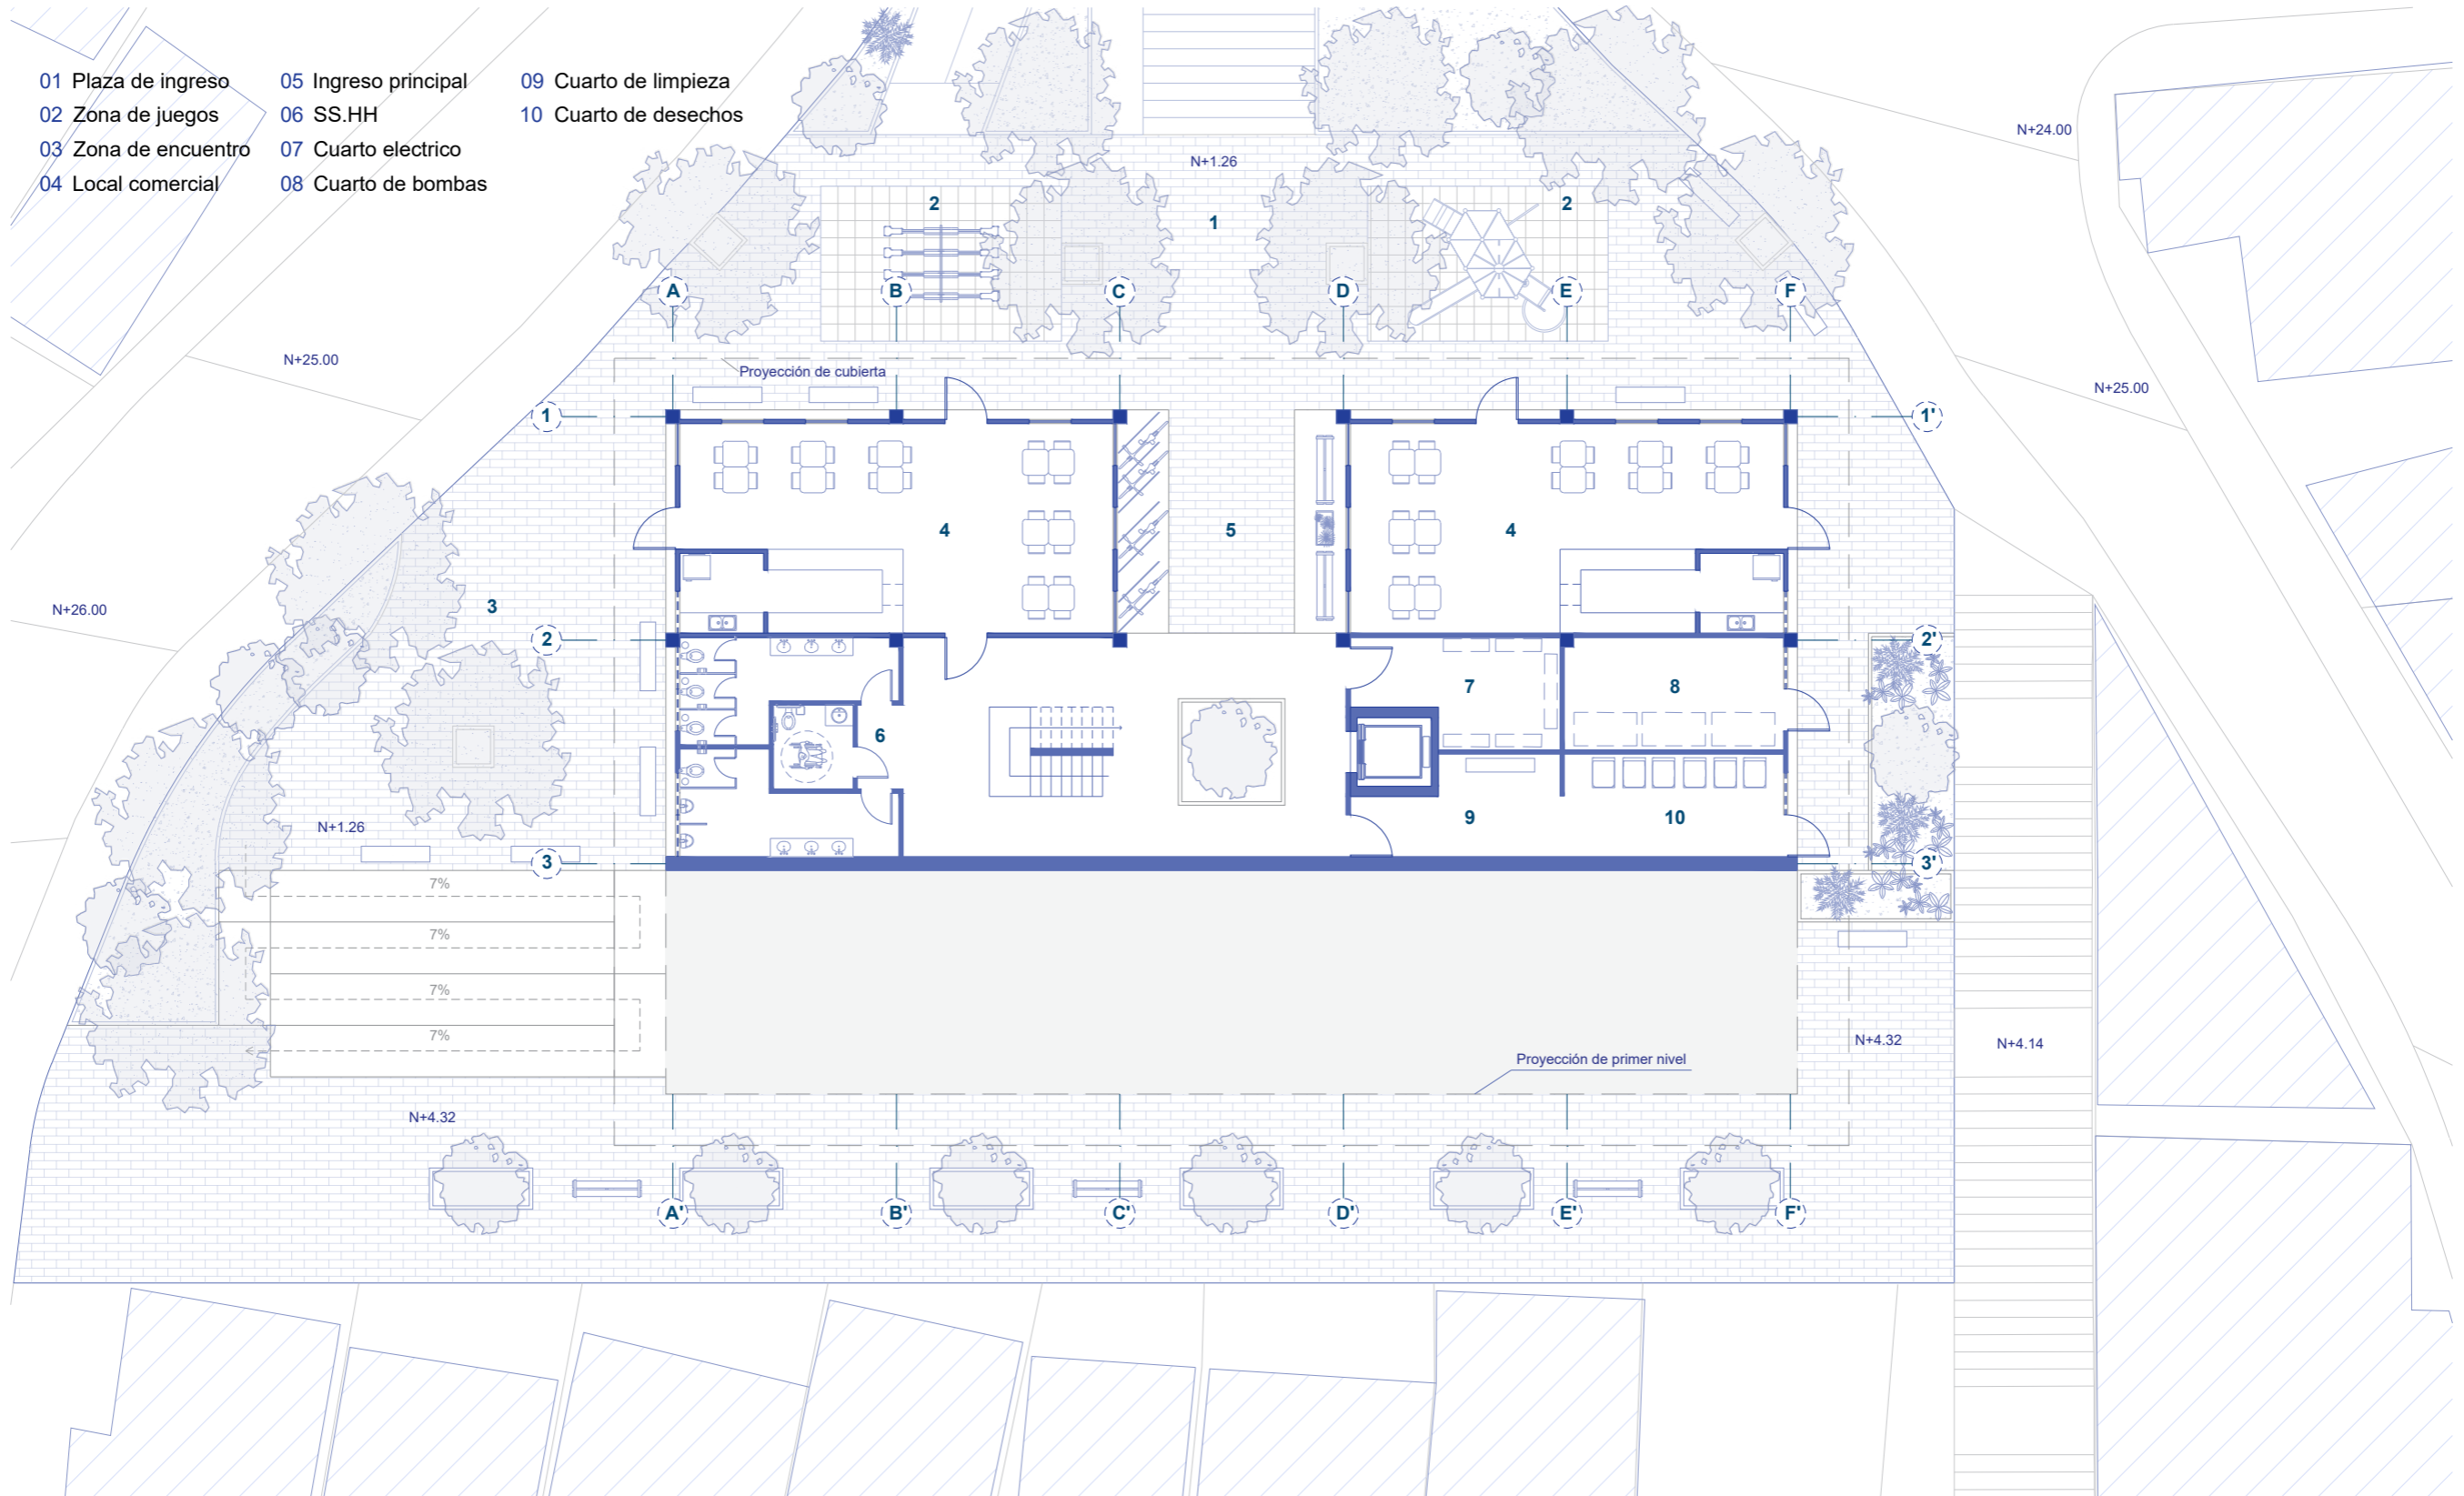 01 Plaza de ingreso
02 Zona de juegos
03 Zona de encuentro
04 Local comercial
05 Ingreso principal
06 SS.HH
07 Cuarto electrico
08 Cuarto de bombas
09 Cuarto de limpieza
10 Cuarto de desechos
N+24.00
N+1.26
2
1
2
A
B
C
D
E
F
N+25.00
Proyección de cubierta
N+25.00
1
1'
4
5
4
N+26.00
3
2
2'
7
8
6
9
10
N+1.26
3
3'
7%
7%
7%
7%
N+4.32
N+4.14
Proyección de primer nivel
N+4.32
A'
B'
C'
D'
E'
F'